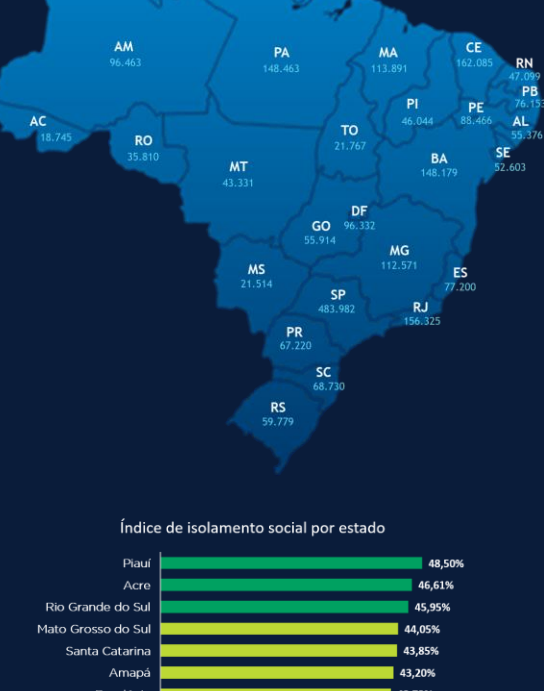 AM
96.463
PA
148.463
MA
113.891
CE
162.085
RN
47.099
PB
76.153
PI
46.044
PE
88.466
AL
55.376
AC
18.745
RO
35.810
TO
21.767
SE
52.603
MT
43.331
BA
148.179
DF
96.332
GO
55.914
MG
112.571
MS
21.514
ES
77.200
SP
483.982
RJ
156.325
PR
67.220
SC
68.730
RS
59.779
Índice de isolamento social por estado
Piauí 48,50%
Acre 46,61%
Rio Grande do Sul 45,95%
Mato Grosso do Sul 44,05%
Santa Catarina 43,85%
Amapá 43,20%